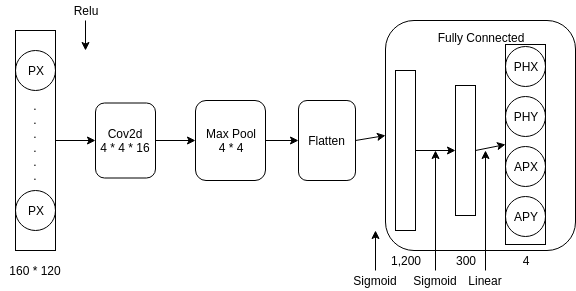 Relu
Fully Connected
PX
.
.
.
.
.
.
PX
Cov2d
4 * 4 * 16
Max Pool
4 * 4
Flatten
PHX
PHY
APX
APY
160 * 120
1,200
300
4
Sigmoid
Sigmoid
Linear